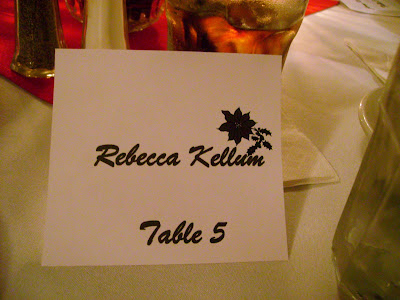 Rebecca Kellum
Table 5